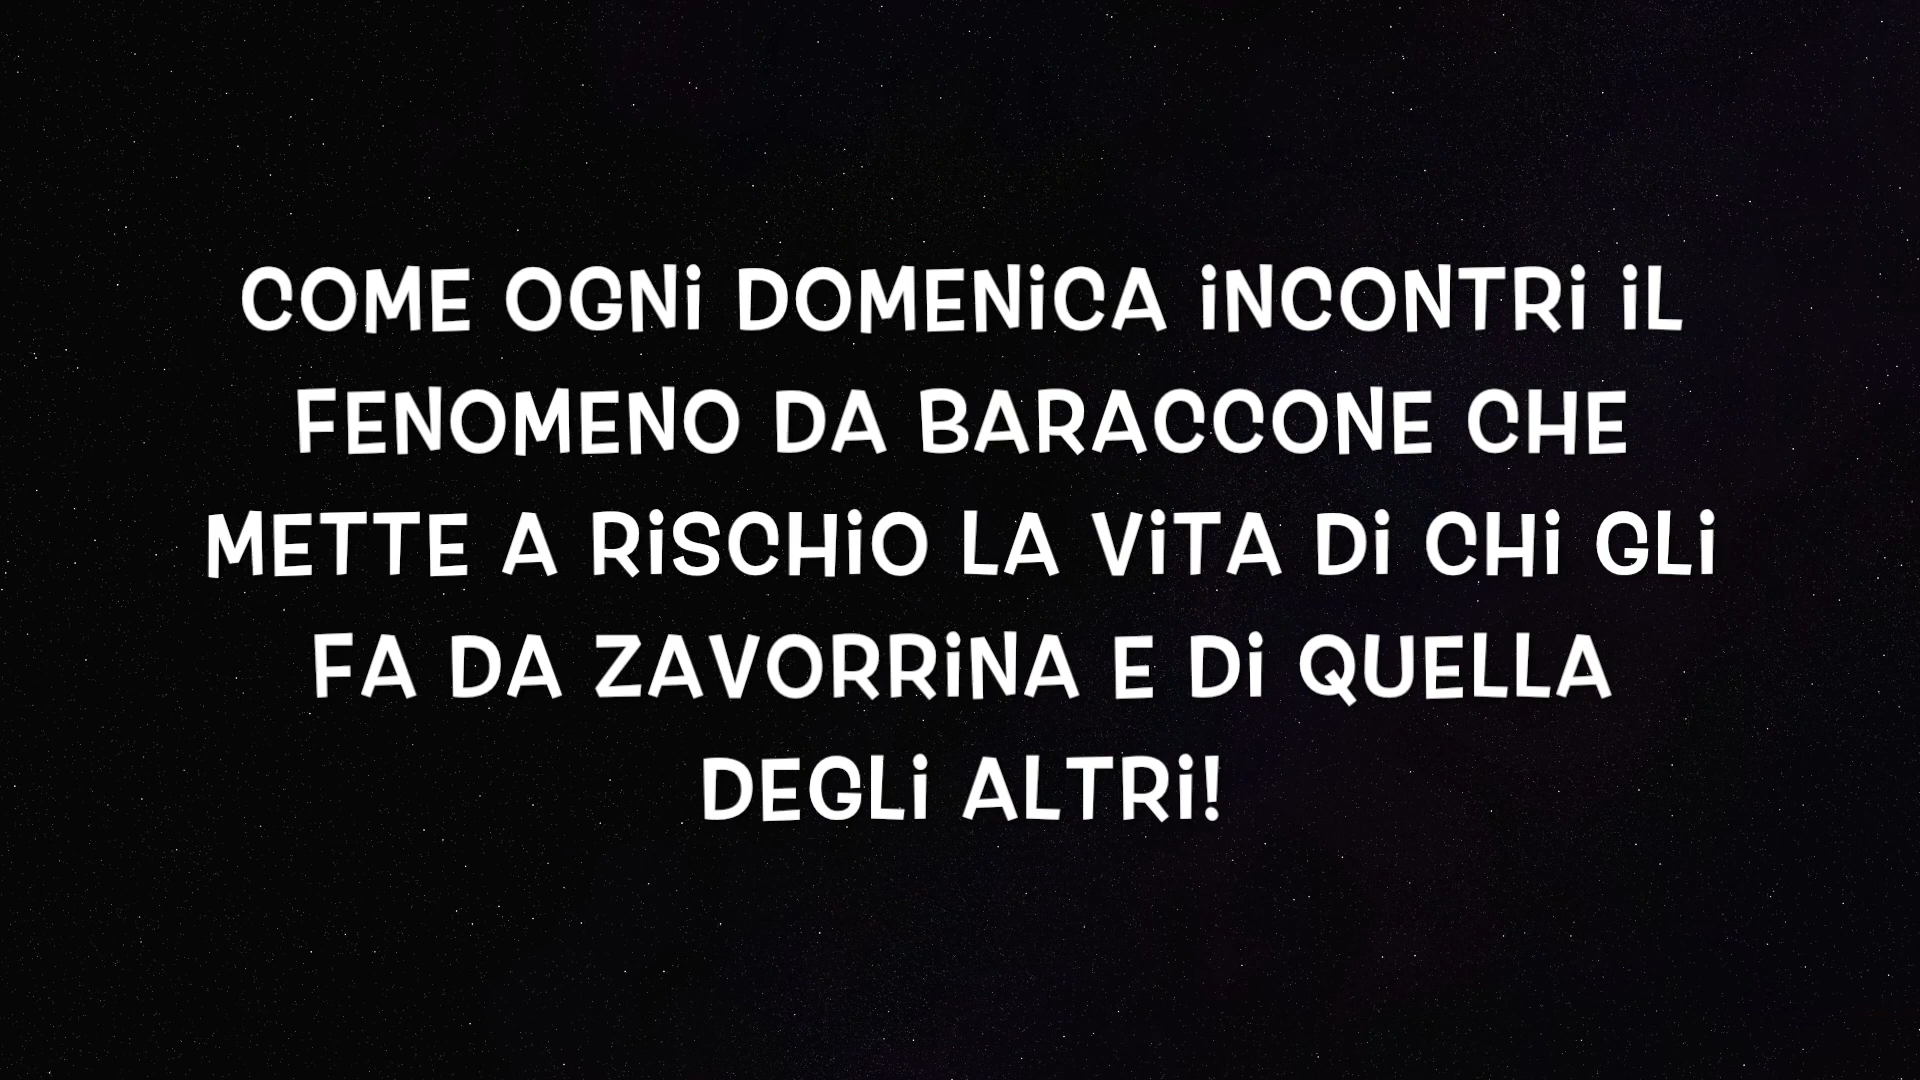 COME OGNI DOMENICA INCONTRI IL
FENOMENO DA BARACCONE CHE
METTE A RISCHIO LA VITA DI CHI GLI
FA DA ZAVORRINA E DI QUELLA
DEGLI ALTRI!